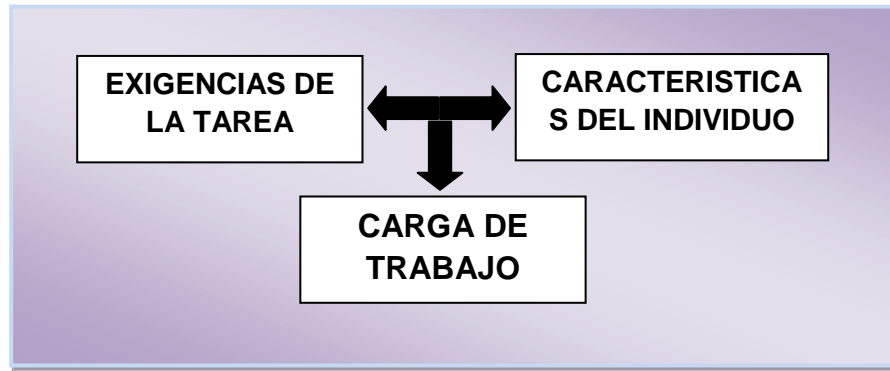 EXIGENCIAS DE
LA TAREA
CARACTERISTICA
S DEL INDIVIDUO
CARGA DE
TRABAJO